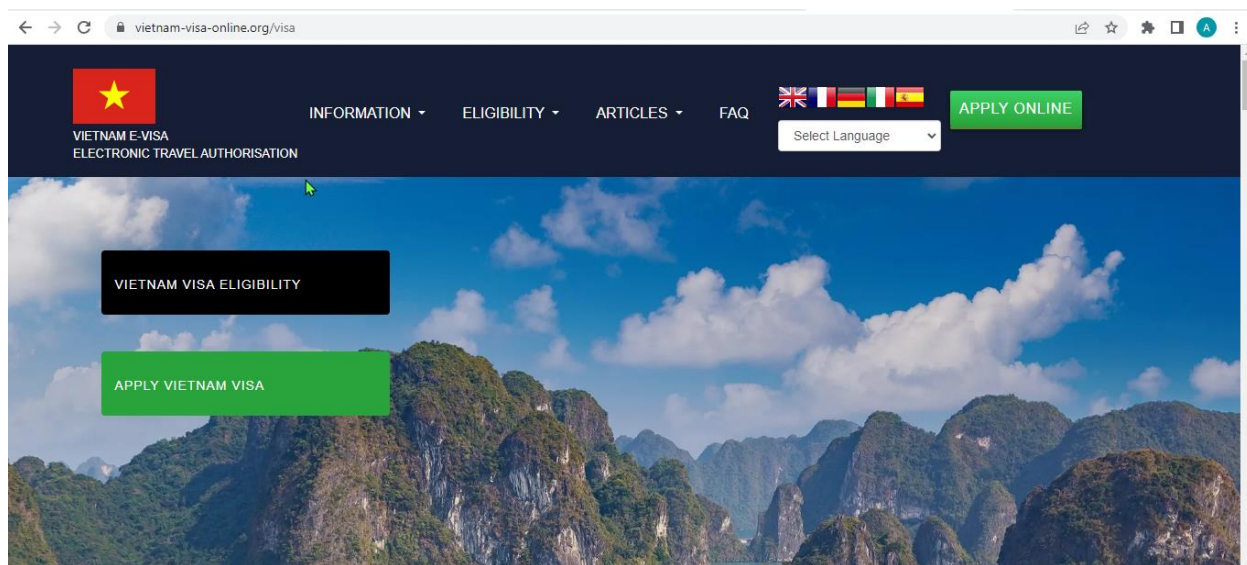 vietnam-visa-online.org/visa
A
VIETNAM E-VISA
ELECTRONIC TRAVEL AUTHORISATION
INFORMATION
ELIGIBILITY
ARTICLES
FAQ
Select Language
APPLY ONLINE
VIETNAM VISA ELIGIBILITY
APPLY VIETNAM VISA